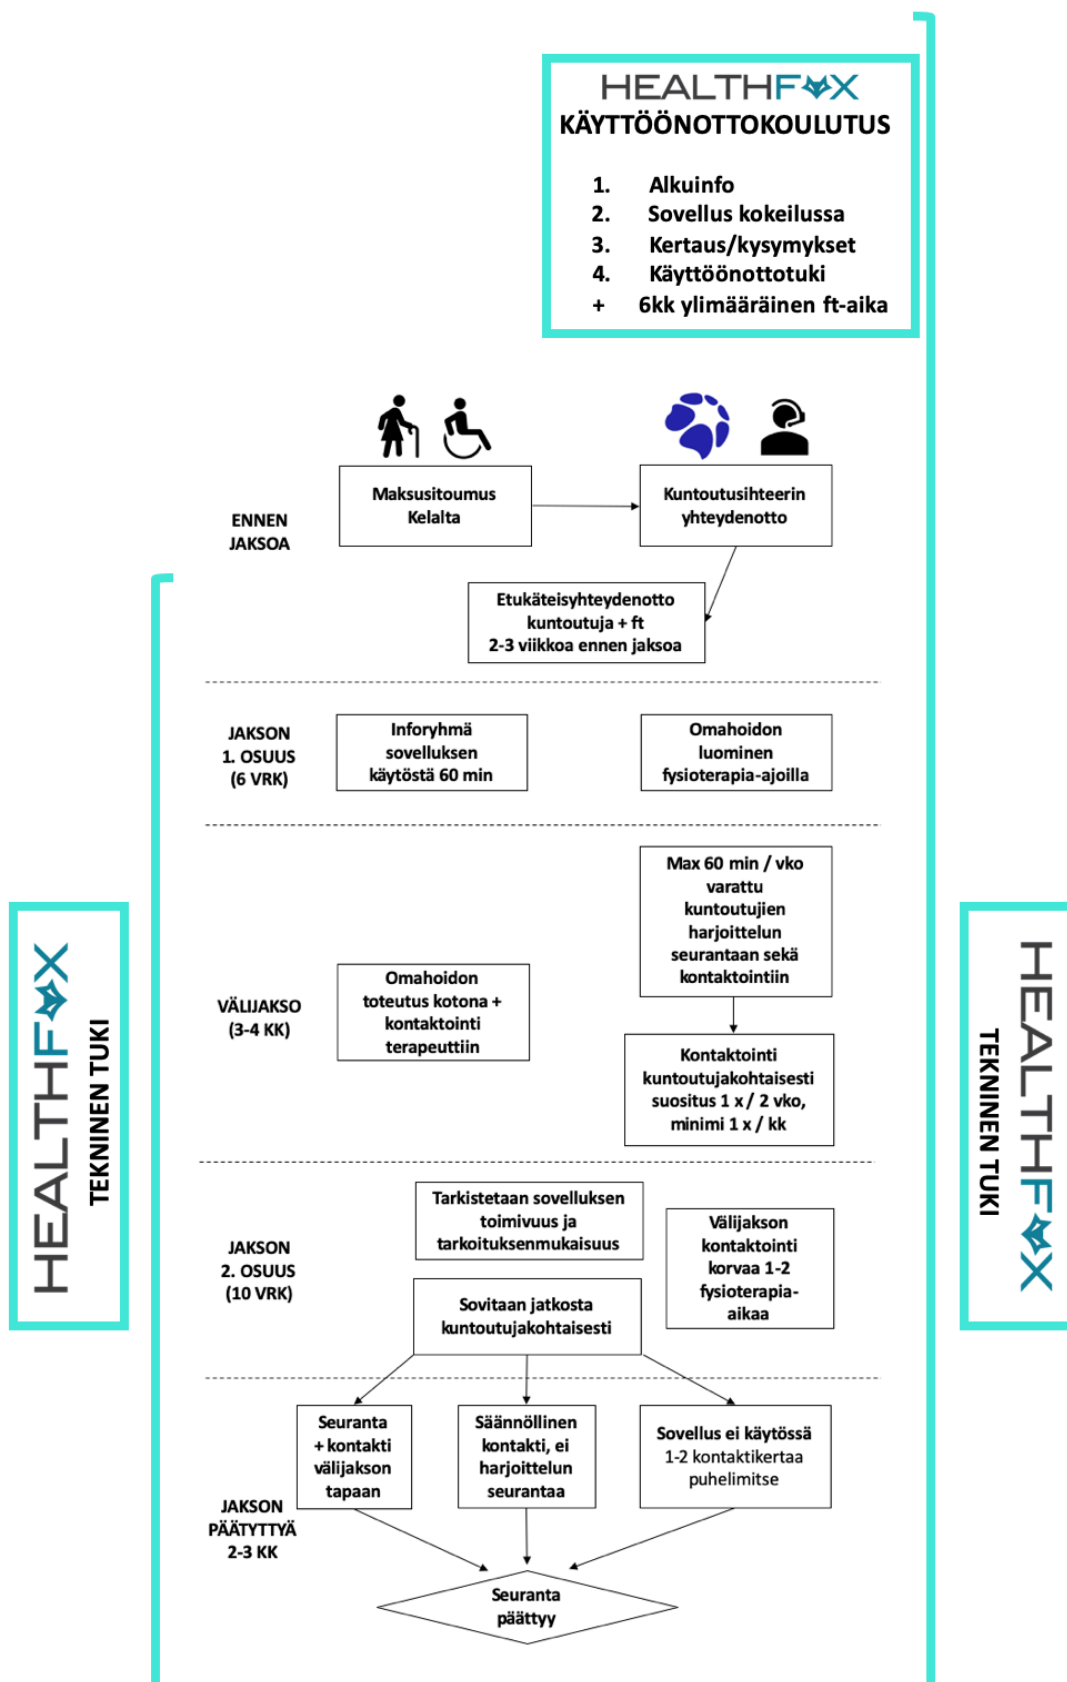 HEALTHFOX
KÄYTTÖÖNOTTOKOULUTUS
1. Alkuinfo
2. Sovellus kokeilussa
3. Kertaus/kysymykset
4. Käyttöönottotuki
+ 6kk ylimääräinen ft-aika
ENNEN
JAKSOA
Maksusitoumus
Kelalta
Kuntoutusihteerin
yhteydenotto
Etukäteisyhteydenotto
kuntoutuja + ft
2-3 viikkoa ennen jaksoa
JAKSON
1. OSUUS
(6 VRK)
Inforyhmä
sovelluksen
käytöstä 60 min
Omahoidon
luominen
fysioterapia-ajoilla
VÄLIJAKSO
(3-4 KK)
Omahoidon
toteutus kotona +
kontaktointi
terapeuttiin
Max 60 min / vko
varattu
kuntoutujien
harjoittelun
seurantaan sekä
kontaktointiin
Kontaktointi
kuntoutujakohtaisesti
suositus 1 x / 2 vko,
minimi 1 x / kk
HEALTHFOX
TEKNINEN TUKI
HEALTHFOX
TEKNINEN TUKI
JAKSON
2. OSUUS
(10 VRK)
Tarkistetaan sovelluksen
toimivuus ja
tarkoituksenmukaisuus
Sovitaan jatkosta
kuntoutujakohtaisesti
Välijakson
kontaktointi
korvaa 1-2
fysioterapia-
aikaa
JAKSON
PÄÄTYTTYÄ
2-3 KK
Seuranta
+ kontakti
välijakson
tapaan
Säännöllinen
kontakti, ei
harjoittelun
seurantaa
Sovellus ei käytössä
1-2 kontaktikertaa
puhelimitse
Seuranta
päättyy